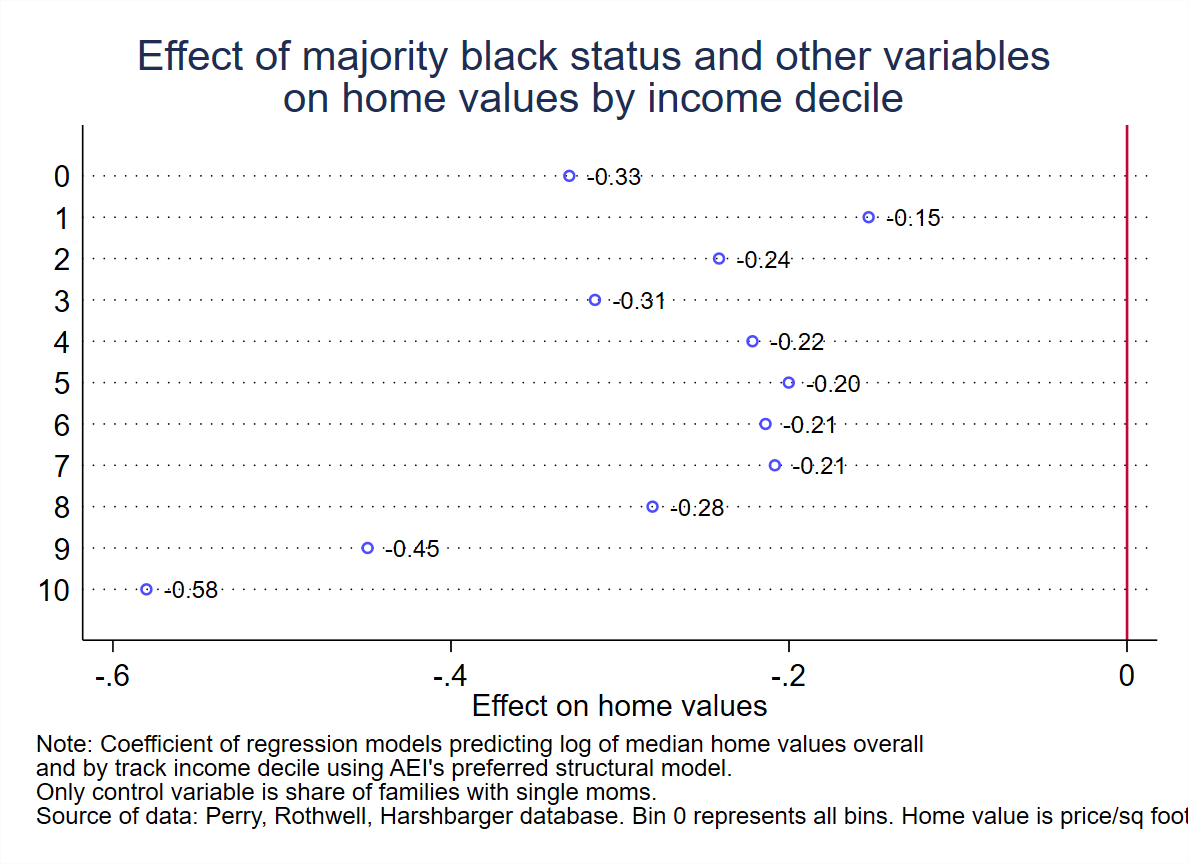 Effect of majority black status and other variables
on home values by income decile
0 -0.33
1 -0.15
2 -0.24
3 -0.31
4 -0.22
5 -0.20
6 -0.21
7 -0.21
8 -0.28
9 -0.45
10 -0.58
-.6 -.4 -.2 0
Effect on home values
Note: Coefficient of regression models predicting log of median home values overall
and by track income decile using AEI's preferred structural model.
Only control variable is share of families with single moms.
Source of data: Perry, Rothwell, Harshbarger database. Bin 0 represents all bins. Home value is price/sq foot